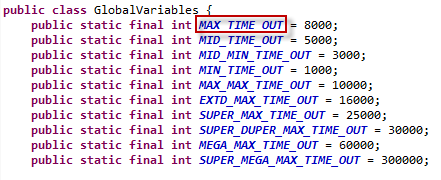 public class GlobalVariables {
public static final int MAX_TIME_OUT = 8000;
public static final int MID_TIME_OUT = 5000;
public static final int MID_MIN_TIME_OUT = 3000;
public static final int MIN_TIME_OUT = 1000;
public static final int MAX_MAX_TIME_OUT = 10000;
public static final int EXTD_MAX_TIME_OUT = 16000;
public static final int SUPER_MAX_TIME_OUT = 25000;
public static final int SUPER_DUPER_MAX_TIME_OUT = 30000;
public static final int MEGA_MAX_TIME_OUT = 60000;
public static final int SUPER_MEGA_MAX_TIME_OUT = 300000;